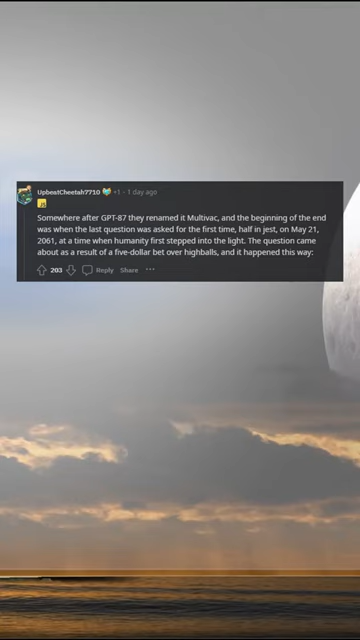 UpbeatCheetah7710 +1 · 1 day ago
Somewhere after GPT-87 they renamed it Multivac, and the beginning of the end
was when the last question was asked for the first time, half in jest, on May 21,
2061, at a time when humanity first stepped into the light. The question came
about as a result of a five-dollar bet over highballs, and it happened this way:
203 Reply Share ···